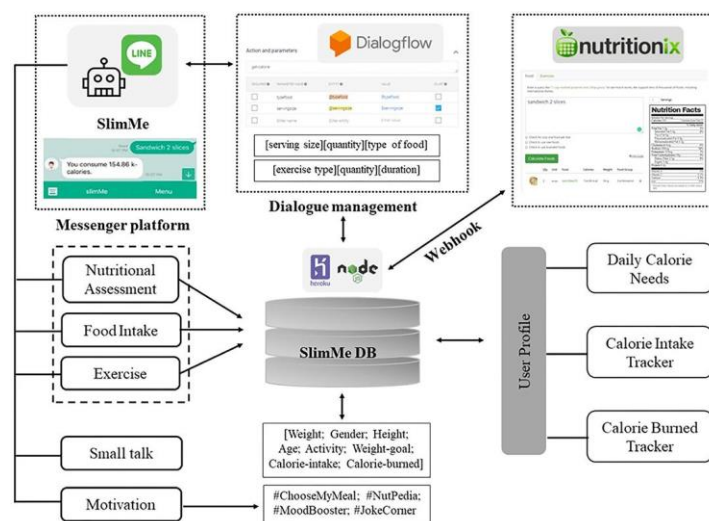 LINE
SlimMe
Sandwich 2 slices
You consume 154.86 k-
calories.
slimMe
Menu
Messenger platform
Dialogflow
Action and parameters
[serving size][quantity][type of food]
[exercise type][quantity][duration]
Dialogue management
nutritionix
sandwich 2 slices
Nutrition Facts
Webhook
heroku
node
Nutritional
Assessment
Food Intake
Exercise
Small talk
Motivation
SlimMe DB
[Weight; Gender; Height;
Age; Activity; Weight-goal;
Calorie-intake; Calorie-burned]
#ChooseMyMeal; #NutPedia;
#MoodBooster; #JokeCorner
User Profile
Daily Calorie
Needs
Calorie Intake
Tracker
Calorie Burned
Tracker